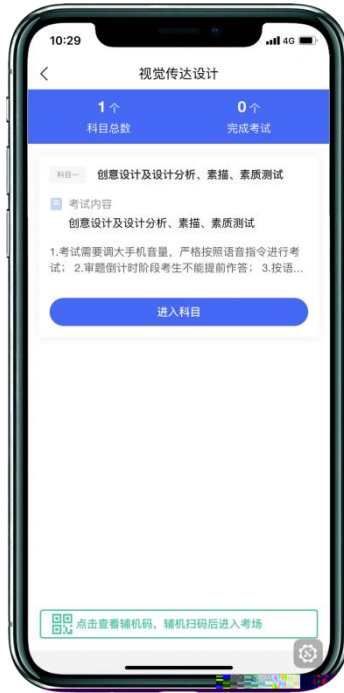 10:29
4G
视觉传达设计
1个
0个
科目总数
完成考试
科目一
创意设计及设计分析、素描、素质测试
考试内容
创意设计及设计分析、素描、素质测试
1.考试需要调大手机音量，严格按照语音指令进行考
试； 2.审题倒计时阶段考生不能提前作答； 3.按语...
进入科目
点击查看辅机码，辅机扫码后进入考场